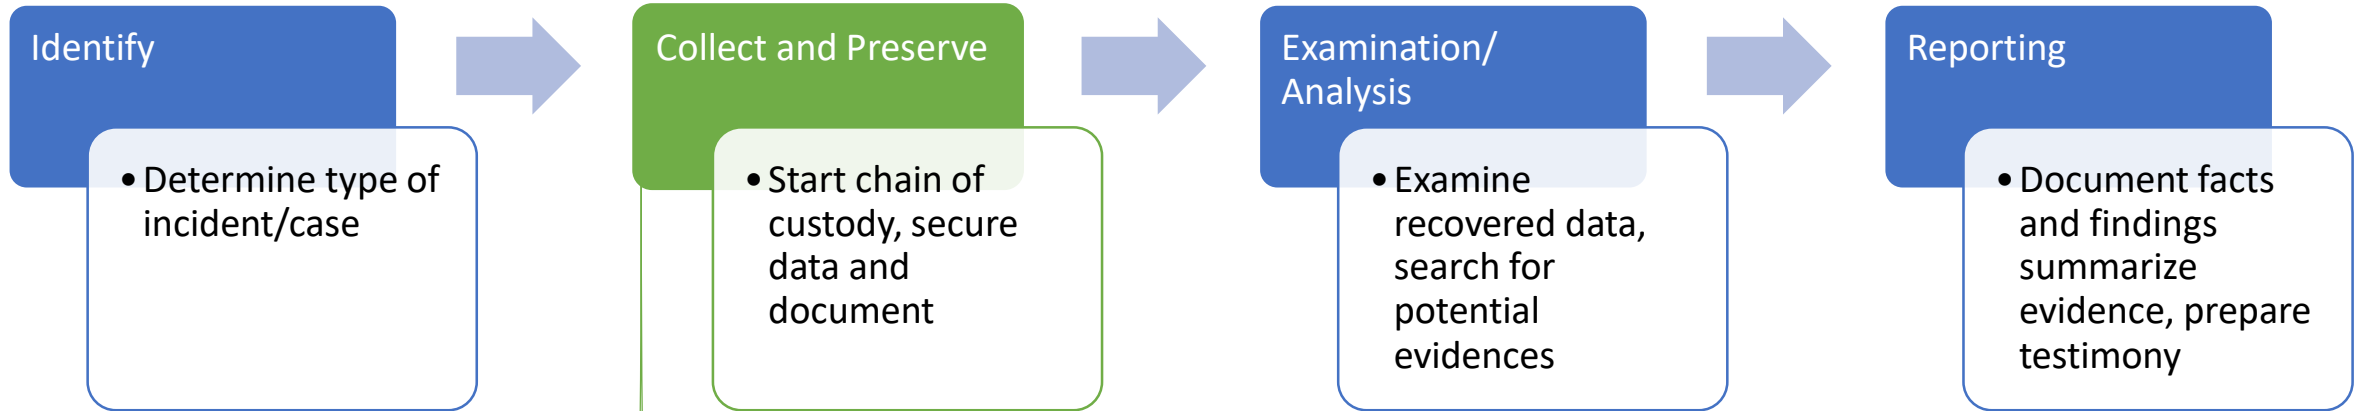 Identify
• Determine type of
incident/case
Collect and Preserve
• Start chain of
custody, secure
data and
document
Examination/
Analysis
• Examine
recovered data,
search for
potential
evidences
Reporting
• Document facts
and findings
summarize
evidence, prepare
testimony